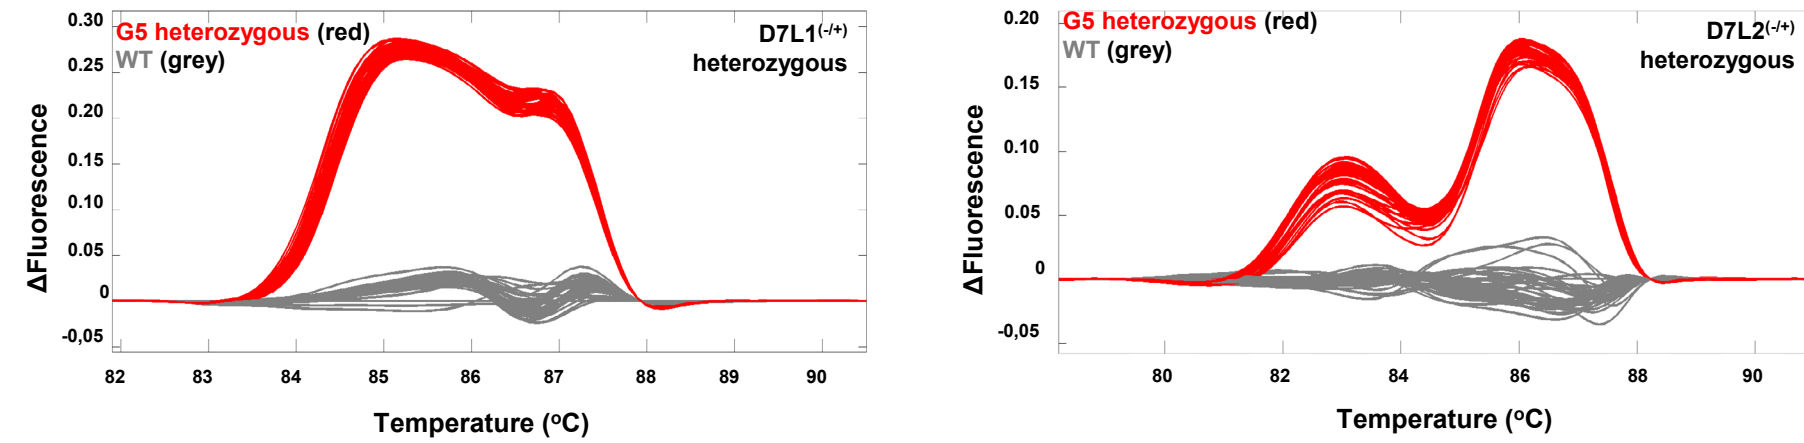 G5 heterozygous (red)
WT (grey)
D7L1(-/+)
heterozygous
ΔFluorescence
0.30
0.25
0.20
0.15
0.10
0.05
0
-0,05
82 83 84 85 86 87 88 89 90
Temperature (ºC)
G5 heterozygous (red)
WT (grey)
D7L2(-/+)
heterozygous
ΔFluorescence
0.20
0.15
0.10
0.05
0
-0,05
80 82 84 86 88 90
Temperature (ºC)